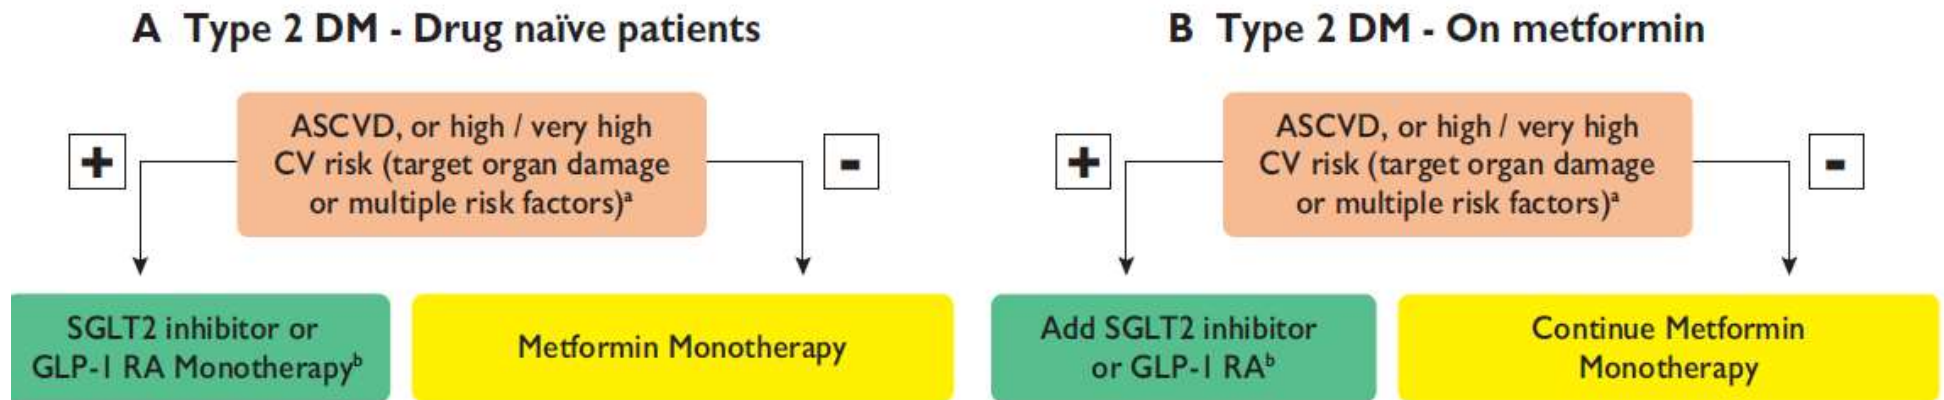 A Type 2 DM - Drug naïve patients
+
ASCVD, or high / very high
CV risk (target organ damage
or multiple risk factors)ᵃ
-
SGLT2 inhibitor or
GLP-1 RA Monotherapyᵇ
Metformin Monotherapy
B Type 2 DM - On metformin
+
ASCVD, or high / very high
CV risk (target organ damage
or multiple risk factors)ᵃ
-
Add SGLT2 inhibitor
or GLP-1 RAᵇ
Continue Metformin
Monotherapy